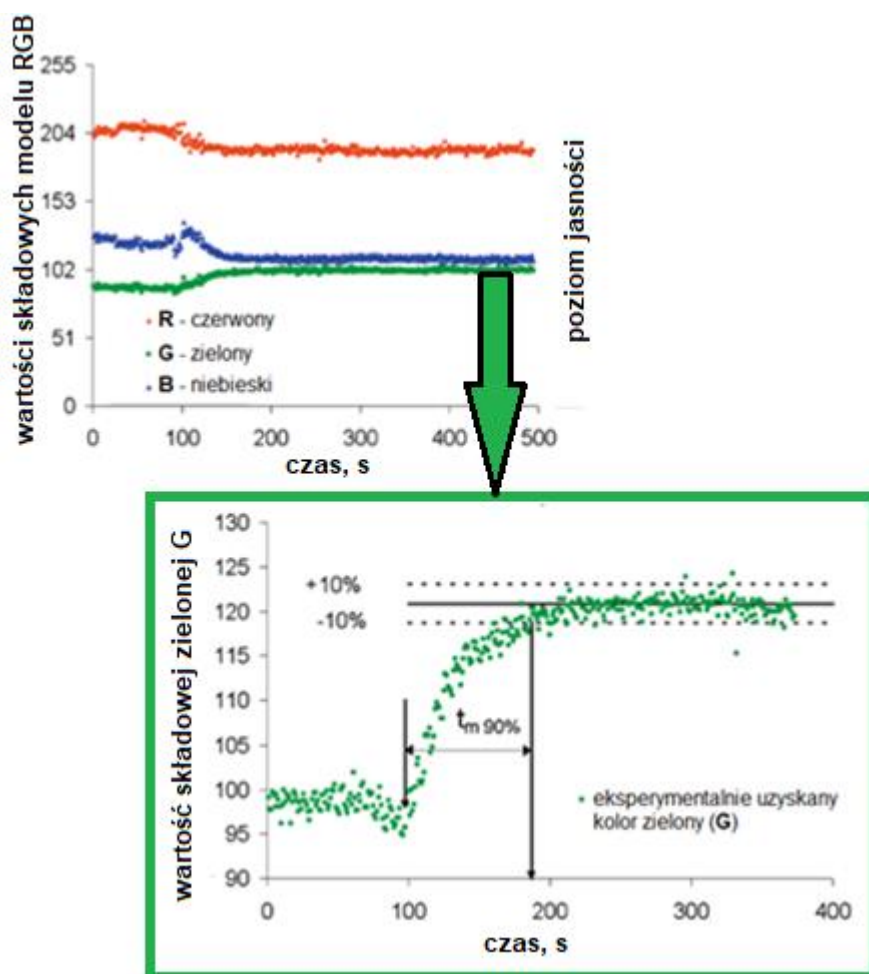 wartości składowych modelu RGB
255
204
153
102
51
0
R - czerwony
G - zielony
B - niebieski
0 100 200 300 400 500
czas, s
poziom jasności
wartość składowej zielonej G
130
125
120
115
110
105
100
95
90
+10%
-10%
tm 90%
eksperymentalnie uzyskany
kolor zielony (G)
0 100 200 300 400
czas, s